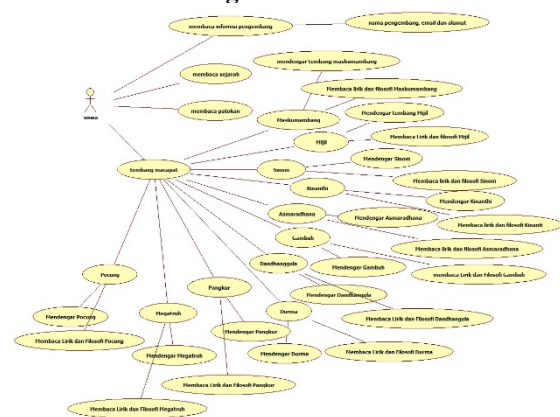 membaca informasi pengembang
nama pengembang, email dan alamat
mendengar tembang maskumambang
membaca sejarah
Membaca lirik dan filosofi Maskumambang
membaca patokan
Mendengar tembang Mijil
Maskumambang
Mijil
Membaca Lirik dan filosofi Mijil
Mendengar Sinom
tembang macapat
Sinom
Membaca lirik dan filosofi Sinom
Kinanthi
Mendengar Kinanthi
Asmaradhana
Mendengar Asmaradhana
Membaca lirik dan filosofi Kinanti
Gambuh
Membaca lirik dan filosofi Asmaradhana
Dandhanggula
Mendengar Gambuh
membaca Lirik dan Filosofi Gambuh
Pocung
Pangkur
Mendengar Dandhangula
Mendengar Pocung
Megatruh
Durma
Membaca Lirik dan Filosofi Dandhangula
Membaca Lirik dan Filosofi Pocung
Mendengar Pangkur
Mendengar Megatruh
Mendengar Durma
Membaca Lirik dan Filosofi Durma
Membaca Lirik dan Filosofi Pangkur
Membaca Lirik dan Filosofi Megatruh